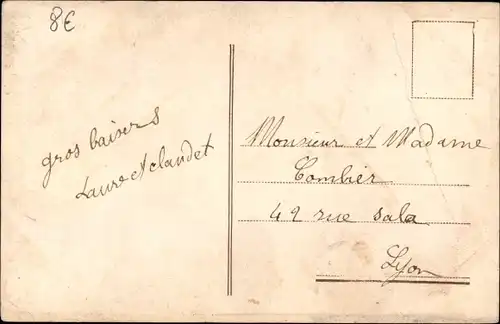 8€
gros baisers
Laure et claudet
Monsieur et Madame
Combier
42 rue sala
Lyon